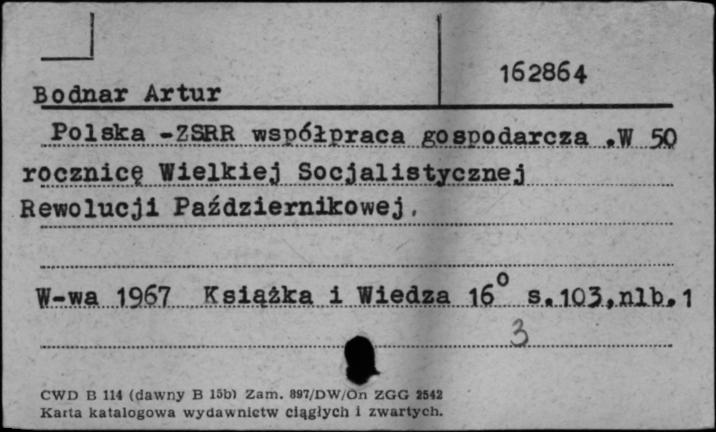 162864
Bodnar Artur
Polska -ZSRR współpraca gospodarcza .W 50
rocznicę Wielkiej Socjalistycznej
Rewolucji Październikowej.
W-wa 1967 Książka i Wiedza 16° s.103,nlb.1
3
CWD B 114 (dawny B 15b) Zam. 897/DW/On ZGG 2542
Karta katalogowa wydawnictw ciągłych i zwartych.